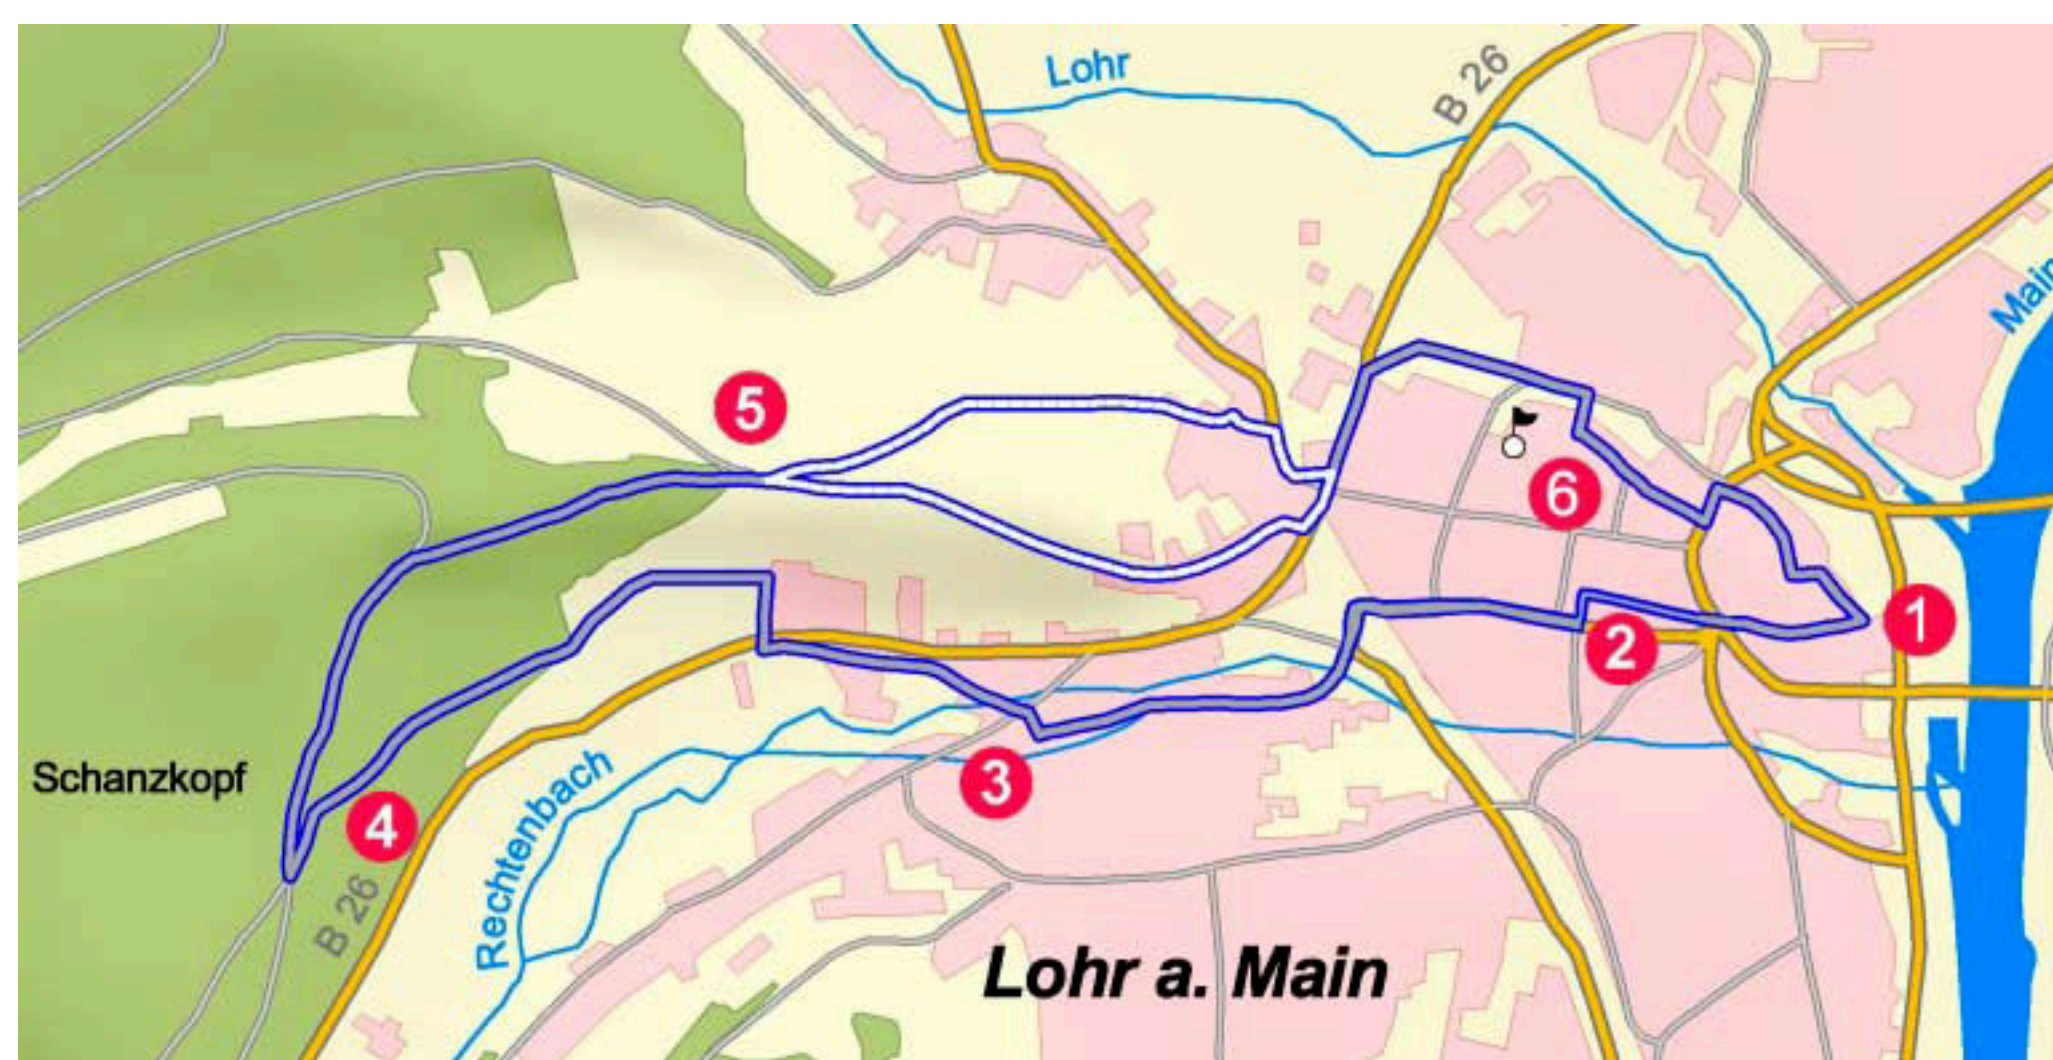 Lohr
B 26
Main
5
6
1
2
Schanzkopf
3
4
Rechtenbach
B 26
Lohr a. Main